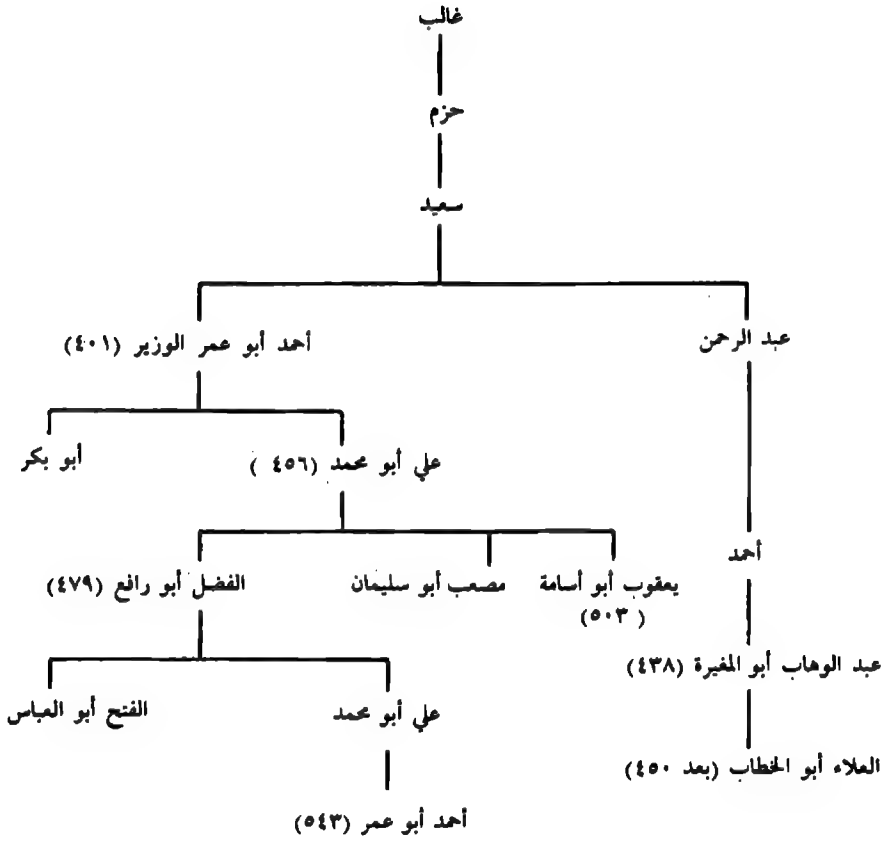 غالب
حزم
سعيد
عبد الرحمن
أحمد أبو عمر الوزير (٤٠١)
علي أبو محمد (٤٥٦ )
أبو بكر
أحمد
يعقوب أبو أسامة
( ٥٠٣)
مصعب أبو سليمان
الفضل أبو رافع (٤٧٩)
عبد الوهاب أبو المغيرة (٤٣٨)
علي أبو محمد
الفتح أبو العباس
العلاء أبو الخطاب (بعد ٤٥٠)
أحمد أبو عمر (٥٤٣)